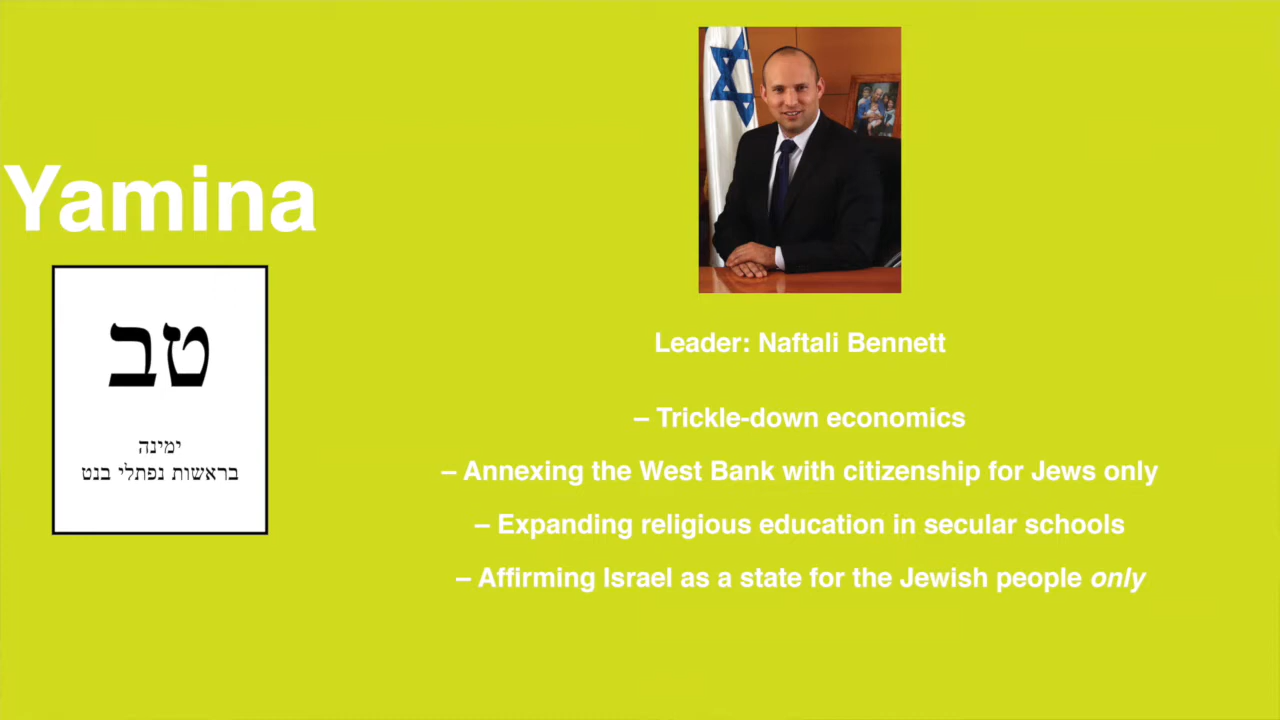 Yamina
טב
ימינה
בראשות נפתלי בנט
Leader: Naftali Bennett
– Trickle-down economics
– Annexing the West Bank with citizenship for Jews only
– Expanding religious education in secular schools
– Affirming Israel as a state for the Jewish people only